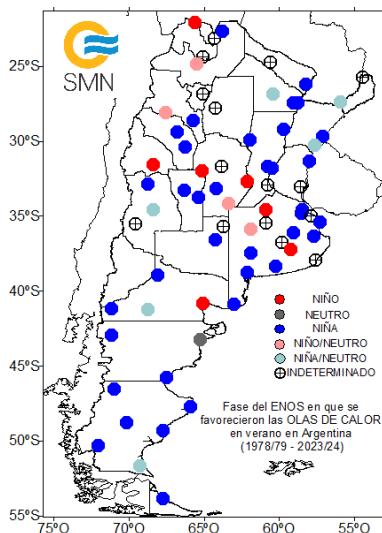 SMN
25°S
30°S
35°S
40°S
45°S
50°S
55°S
NIÑO
NEUTRO
NIÑA
NIÑO/NEUTRO
NIÑA/NEUTRO
INDETERMINADO
Fase del ENOS en que se
favorecieron las OLAS DE CALOR
en verano en Argentina
(1978/79 - 2023/24)
75°O 70°O 65°O 60°O 55°O